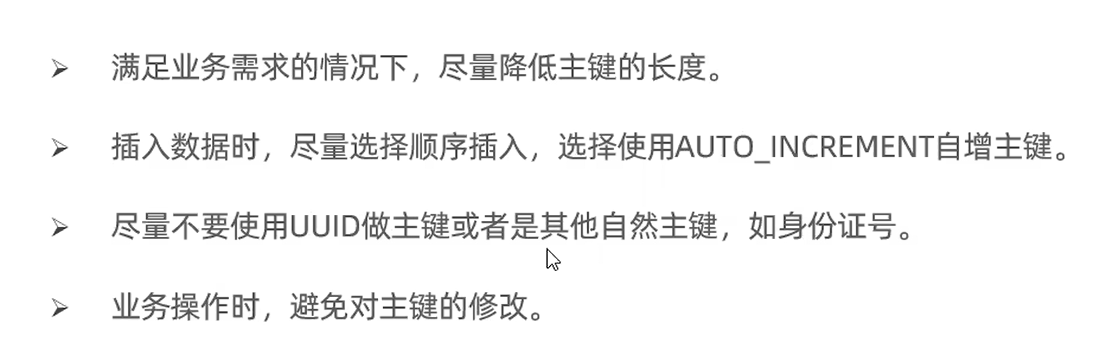 满足业务需求的情况下，尽量降低主键的长度。
插入数据时，尽量选择顺序插入，选择使用AUTO_INCREMENT自增主键。
尽量不要使用UUID做主键或者是其他自然主键，如身份证号。
业务操作时，避免对主键的修改。